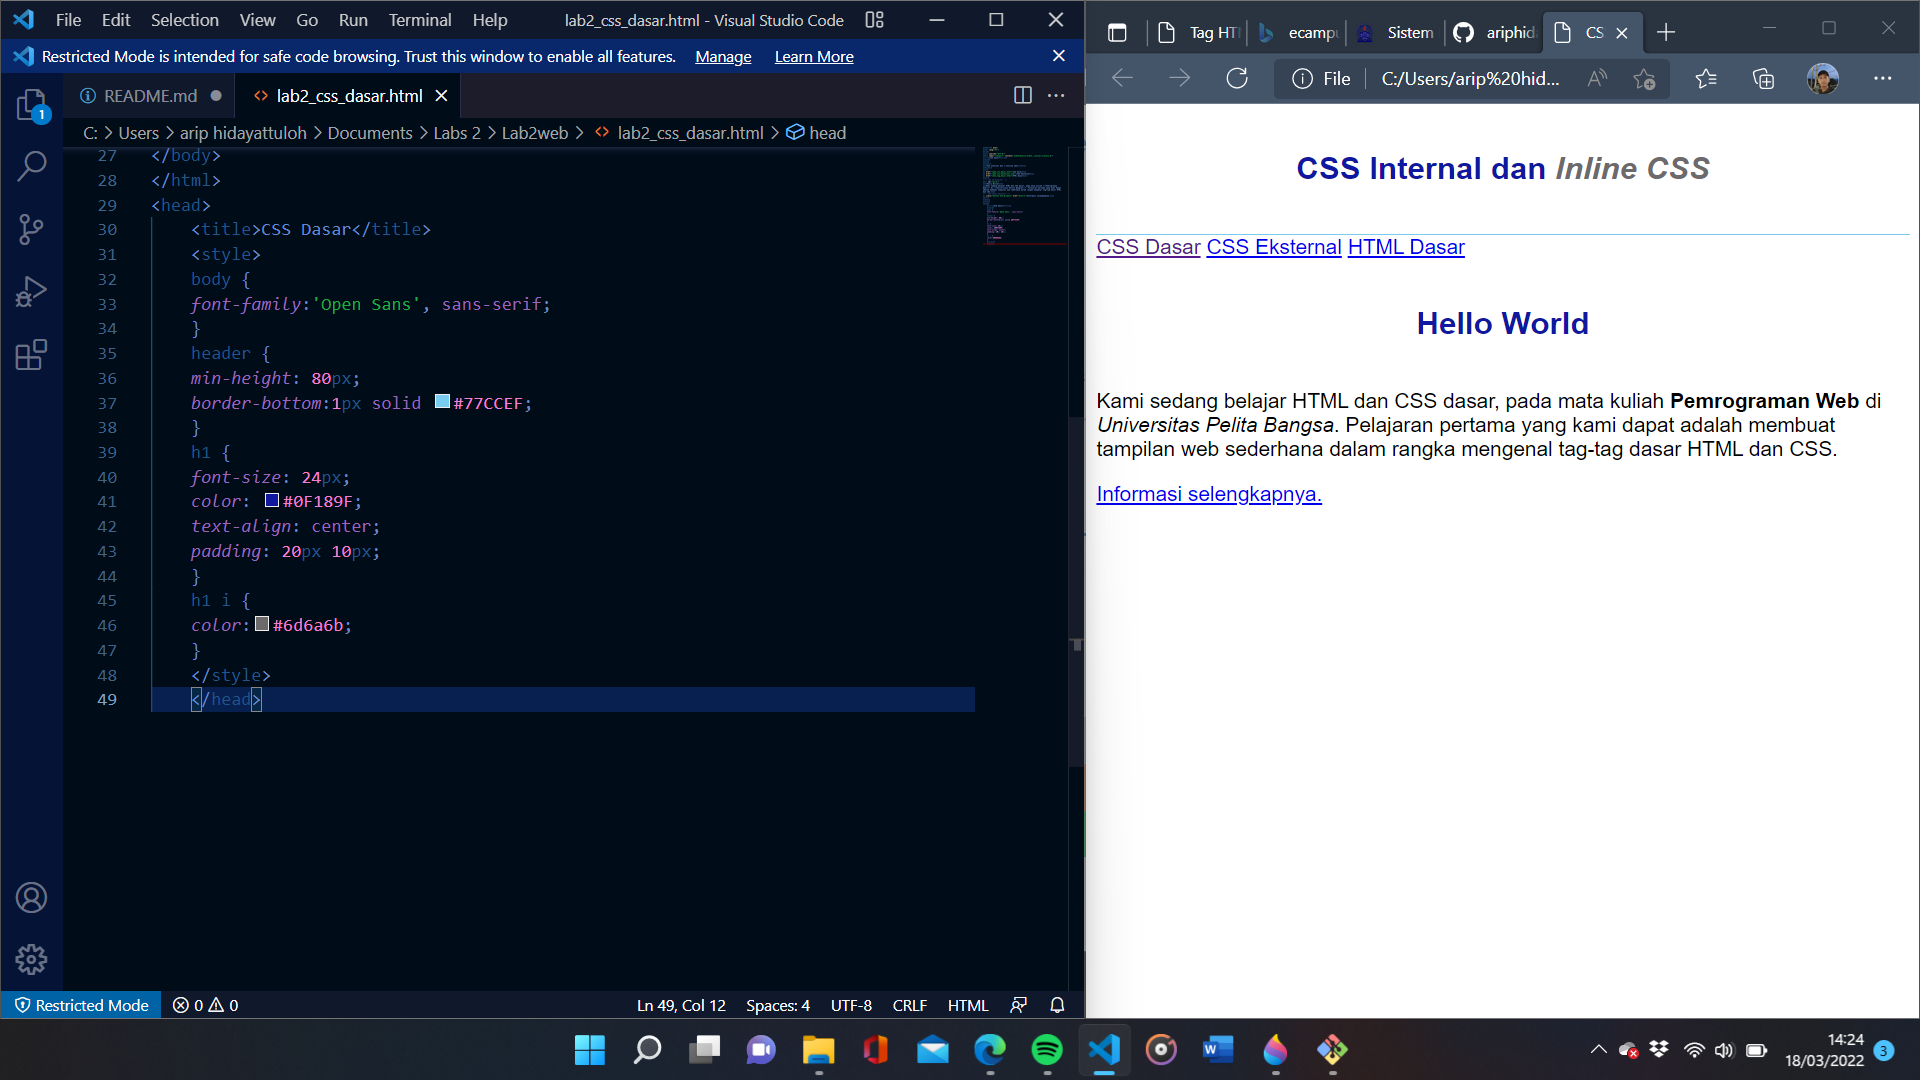 File Edit Selection View Go Run Terminal Help lab2_css_dasar.html - Visual Studio Code
Restricted Mode is intended for safe code browsing. Trust this window to enable all features. Manage Learn More
1
README.md lab2_css_dasar.html
C: > Users > arip hidayattuloh > Documents > Labs 2 > Lab2web > lab2_css_dasar.html > head
27 </body>
28 </html>
29 <head>
30 <title>CSS Dasar</title>
31 <style>
32 body {
33 font-family:'Open Sans', sans-serif;
34 }
35 header {
36 min-height: 80px;
37 border-bottom:1px solid #77CCEF;
38 }
39 h1 {
40 font-size: 24px;
41 color: #0F189F;
42 text-align: center;
43 padding: 20px 10px;
44 }
45 h1 i {
46 color:#6d6a6b;
47 }
48 </style>
49 </head>
Restricted Mode 0 0 Ln 49, Col 12 Spaces: 4 UTF-8 CRLF HTML
Tag HT ecamp Sistem ariphid CS
File C:/Users/arip%20hid...
CSS Internal dan Inline CSS
CSS Dasar CSS Eksternal HTML Dasar
Hello World
Kami sedang belajar HTML dan CSS dasar, pada mata kuliah Pemrograman Web di
Universitas Pelita Bangsa. Pelajaran pertama yang kami dapat adalah membuat
tampilan web sederhana dalam rangka mengenal tag-tag dasar HTML dan CSS.
Informasi selengkapnya.
14:24
18/03/2022 3